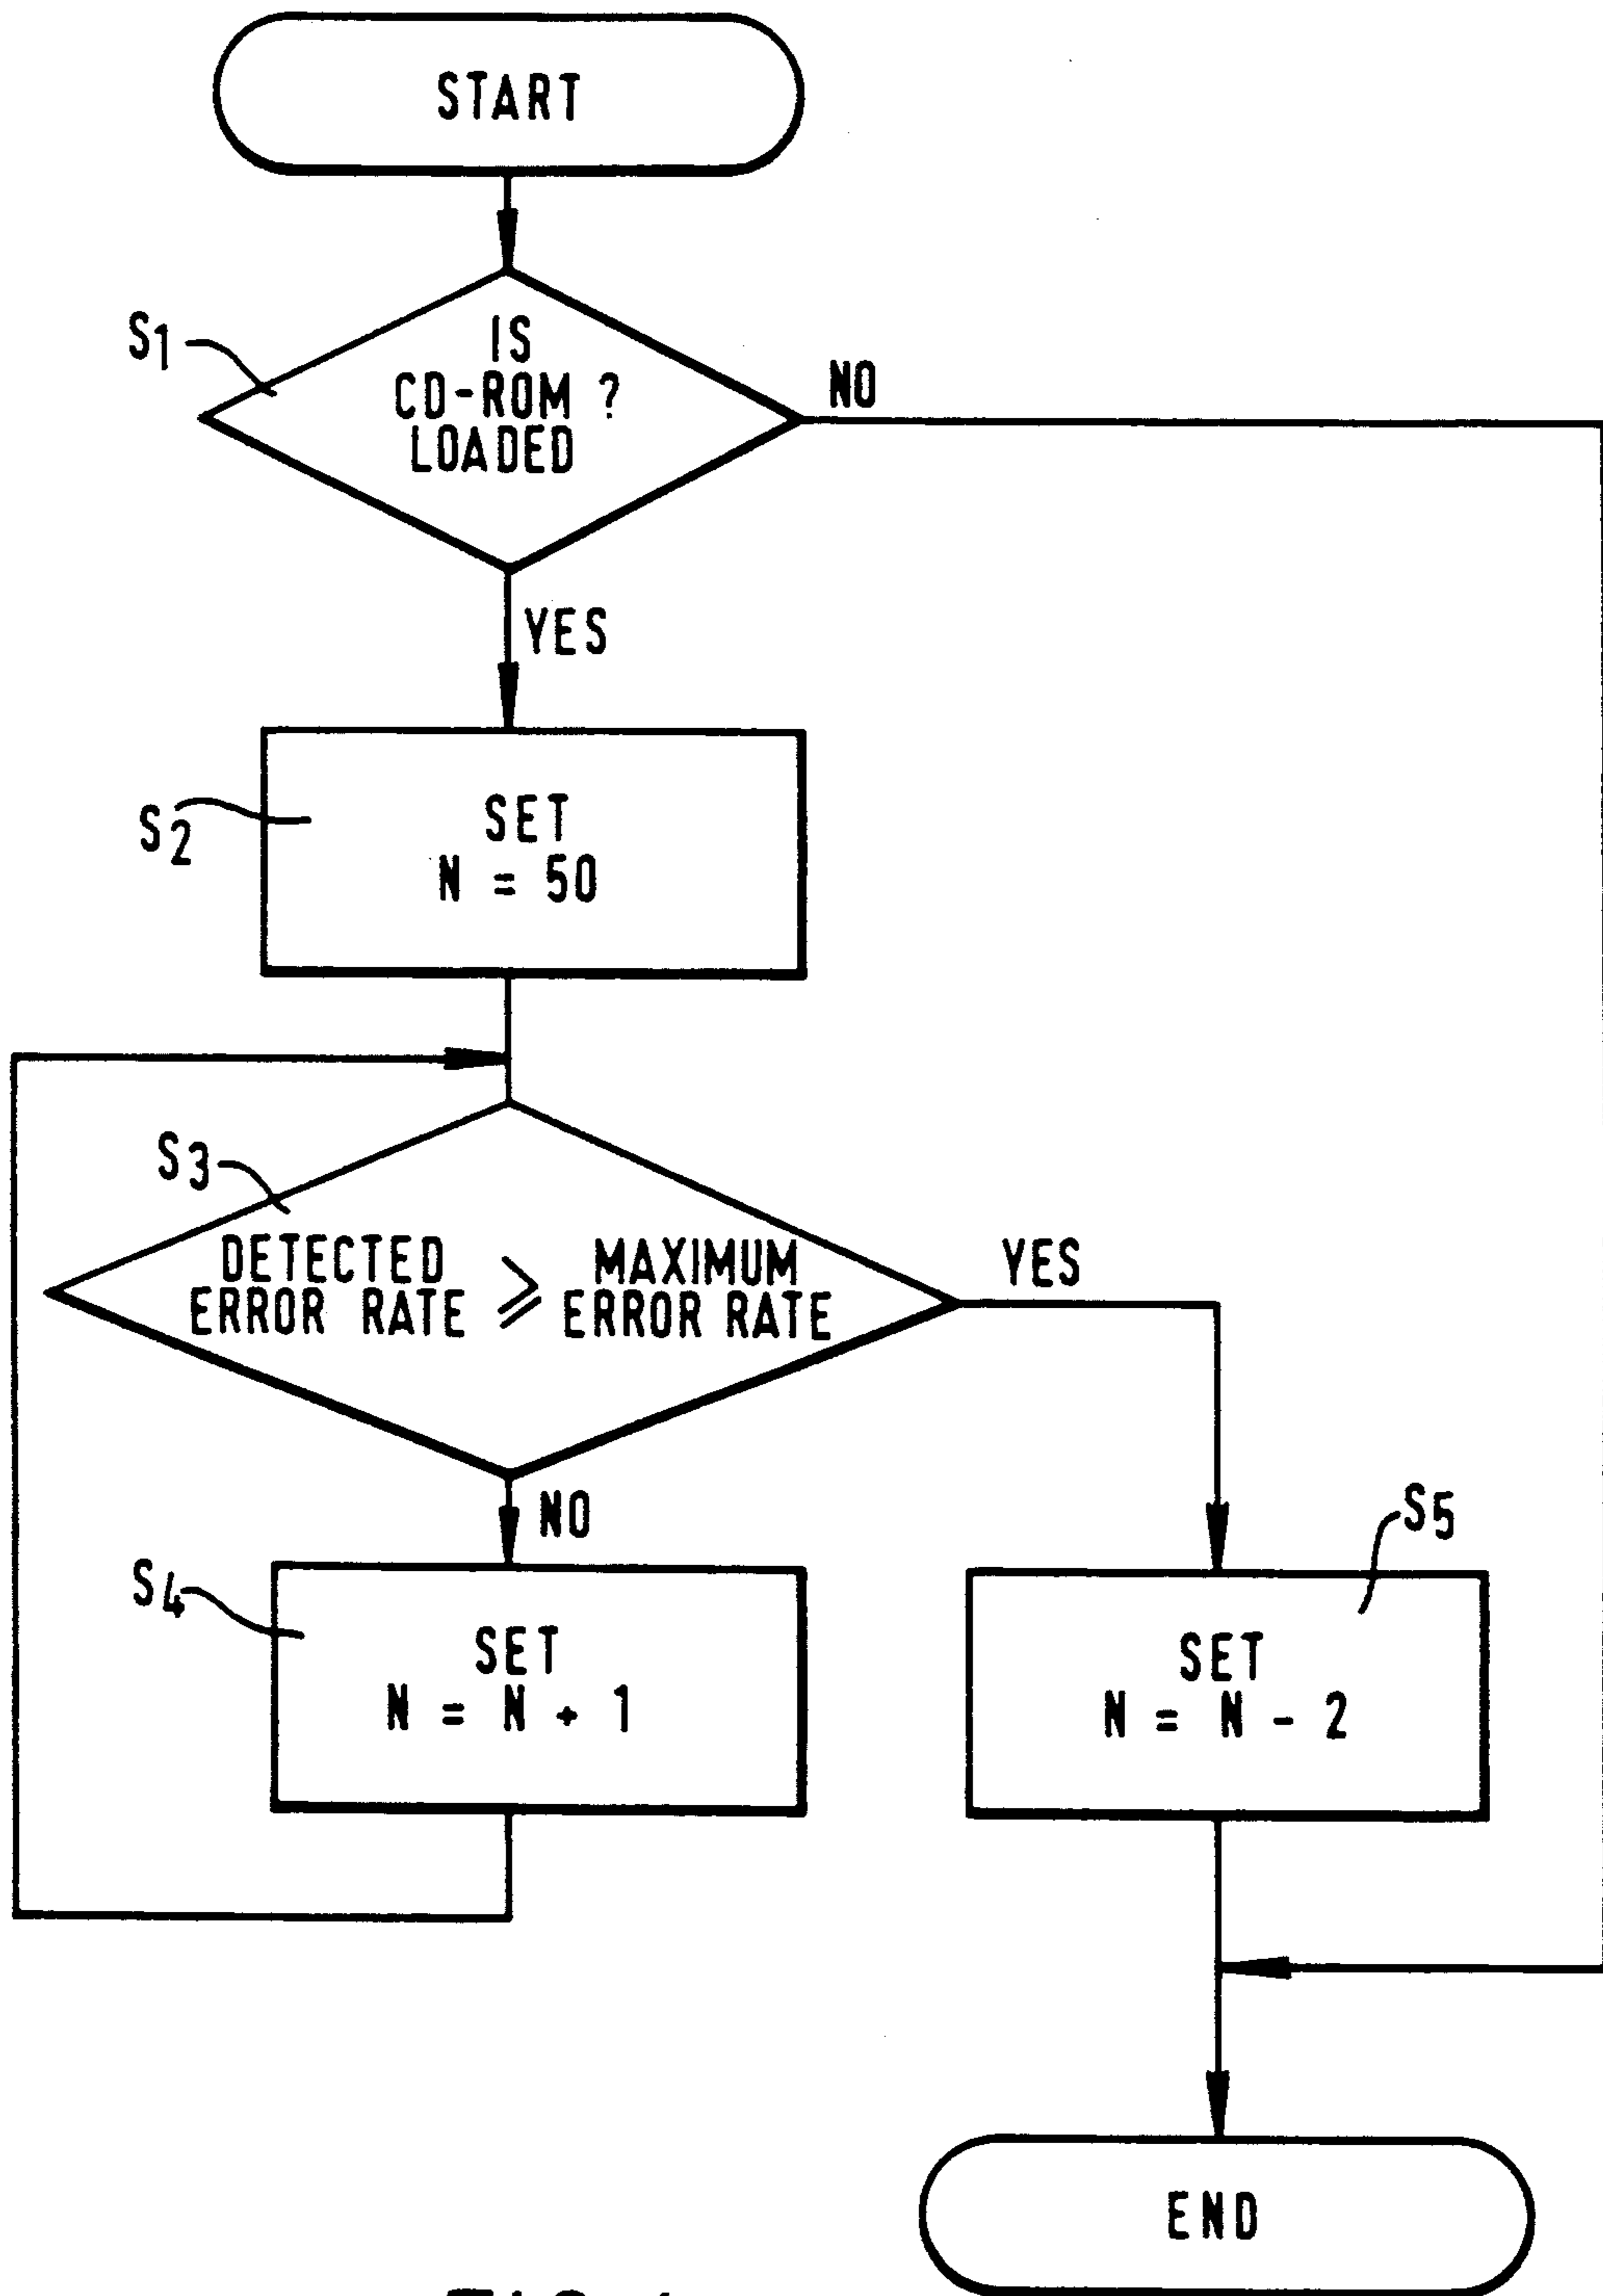 START
S1
IS
CD-ROM ?
LOADED
NO
YES
S2
SET
N = 50
S3
DETECTED
ERROR RATE
⩾
MAXIMUM
ERROR RATE
YES
NO
S4
SET
N = N + 1
S5
SET
N = N - 2
END